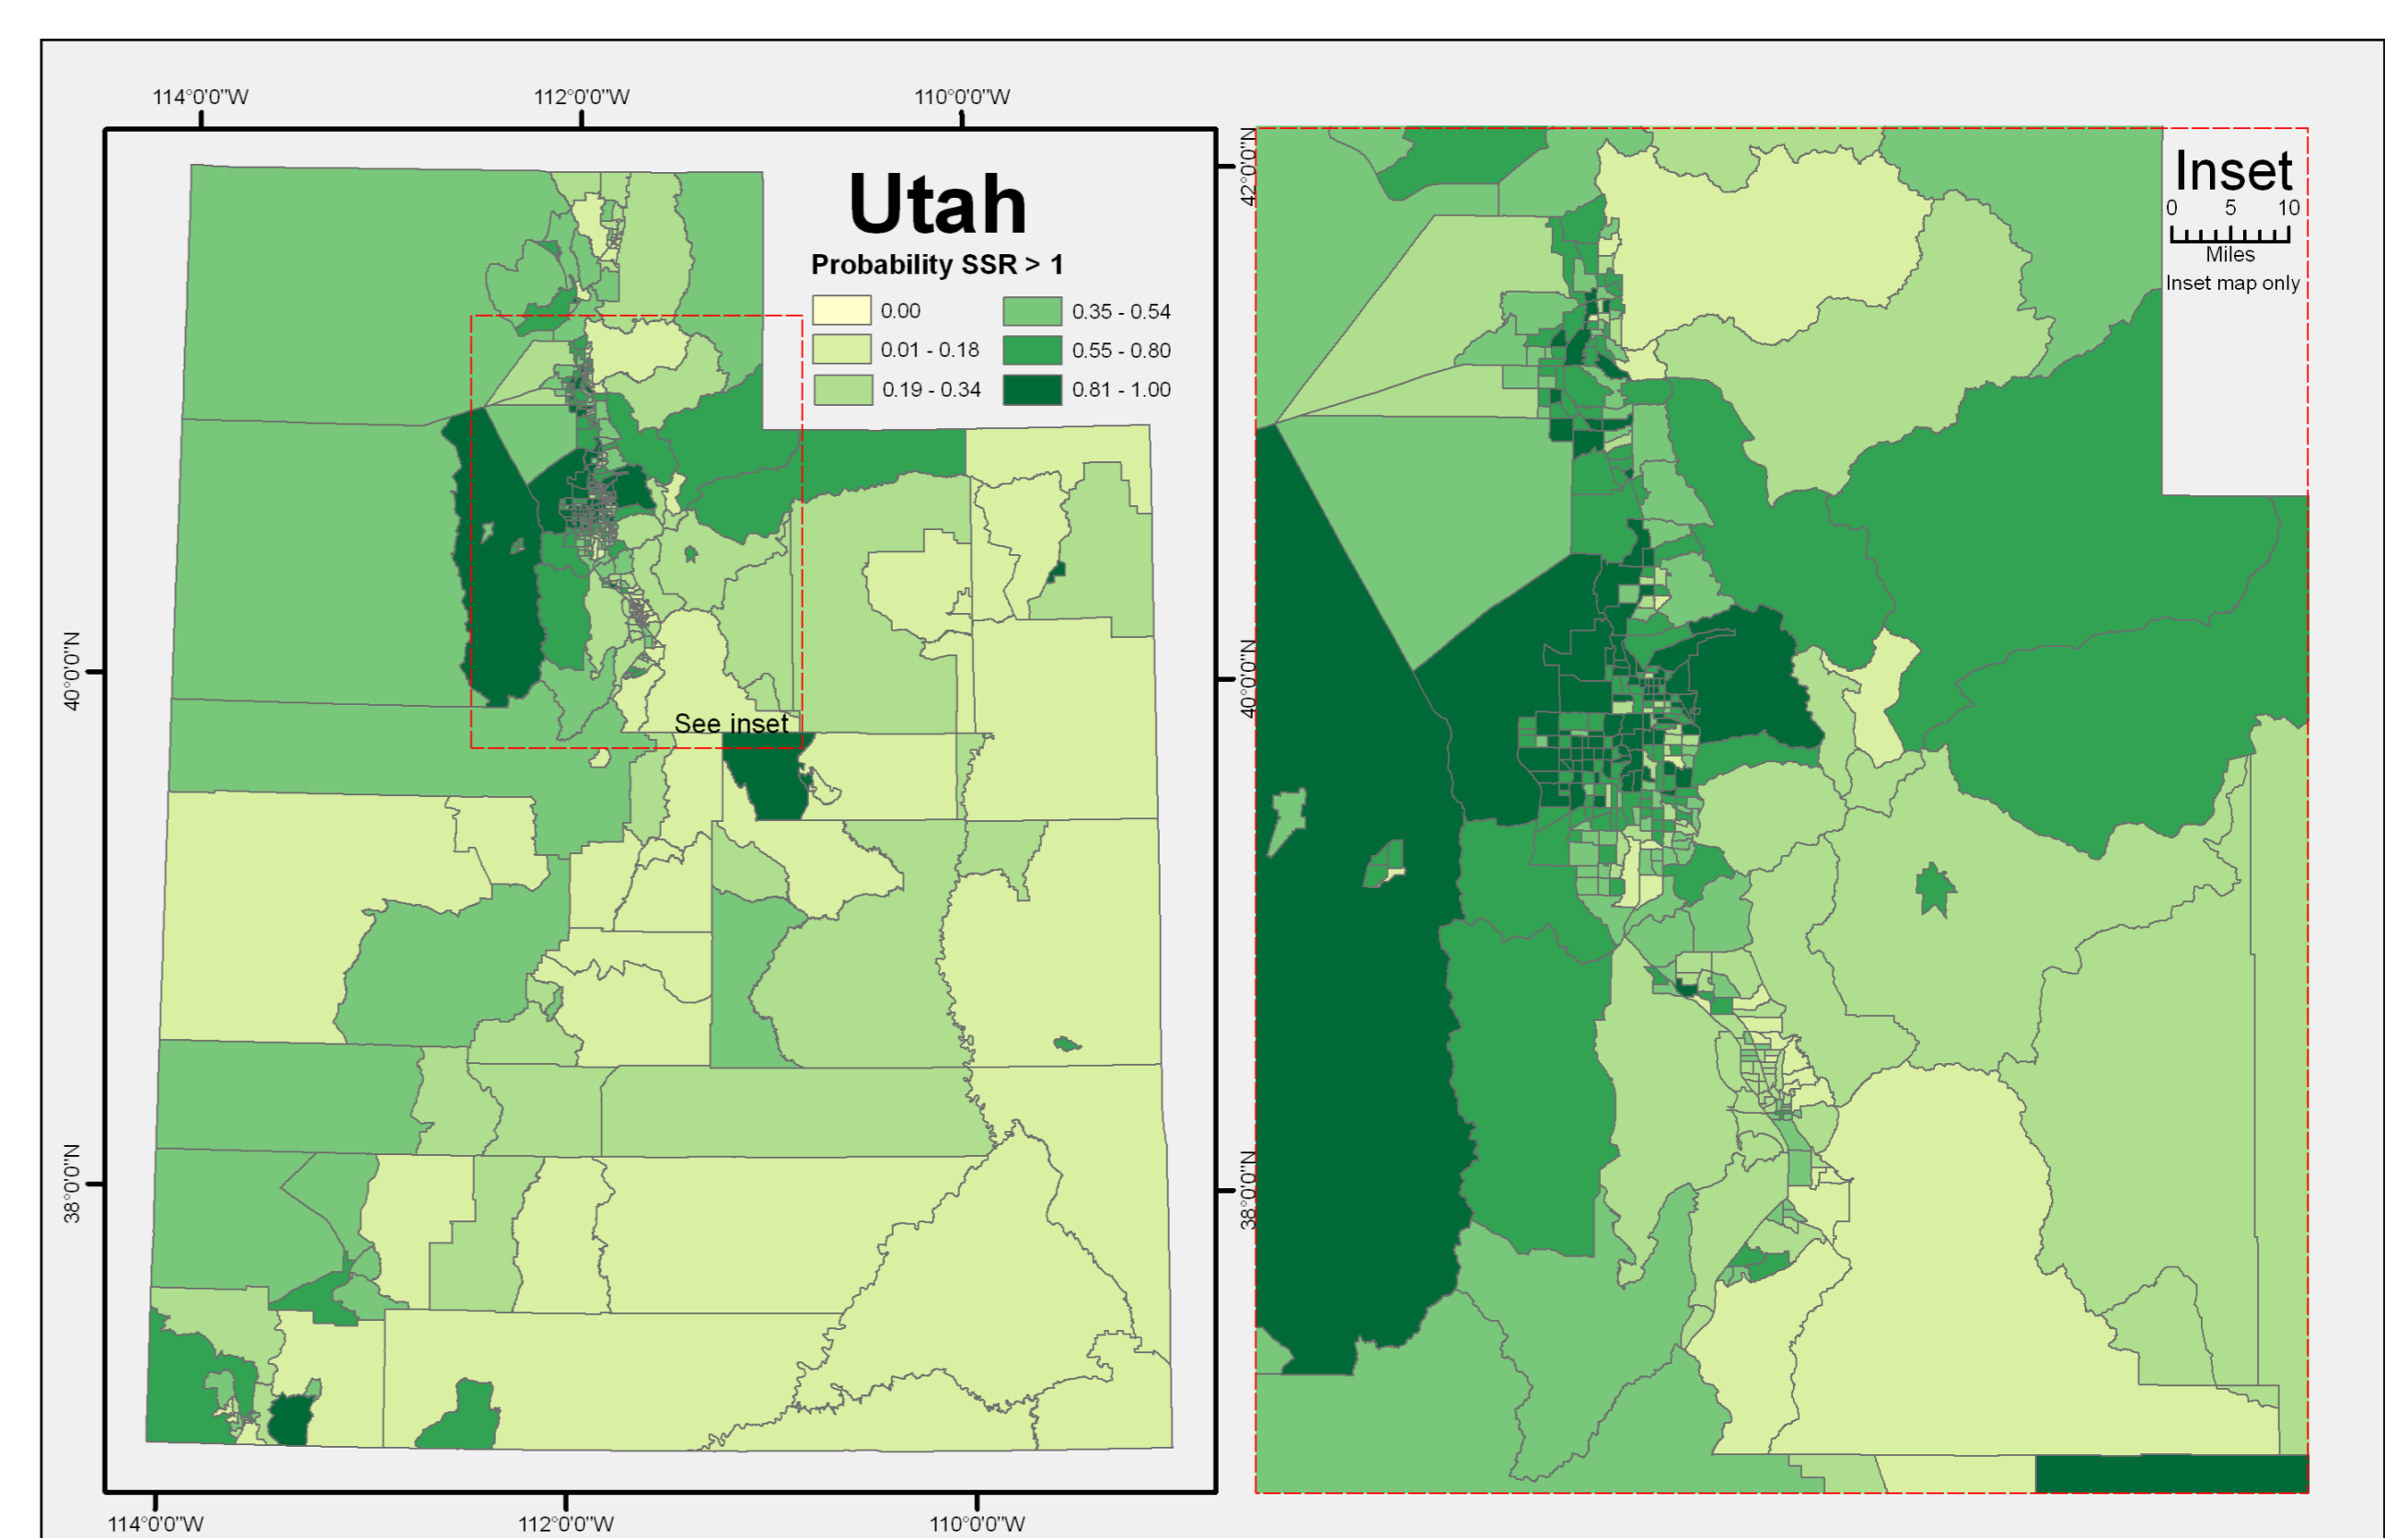 114°0'0"W 112°0'0"W 110°0'0"W
Utah
Probability SSR > 1
0.00 0.35 - 0.54
0.01 - 0.18 0.55 - 0.80
0.19 - 0.34 0.81 - 1.00
42°0'0"N
Inset
0 5 10
Miles
Inset map only
40°0'0"N
40°0'0"N
See inset
38°0'0"N
38°0'0"N
114°0'0"W 112°0'0"W 110°0'0"W